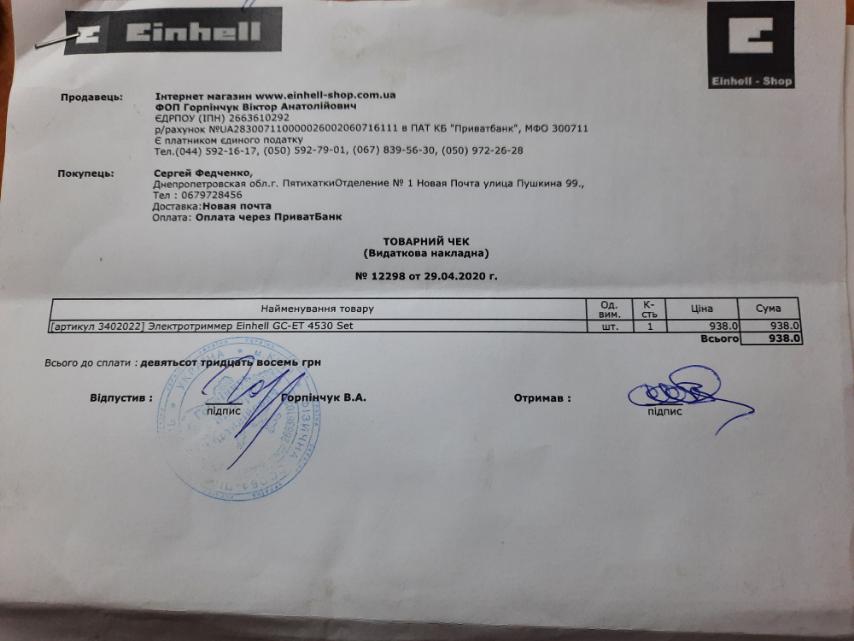 Einhell
Einhell - Shop
Продавець: Інтернет магазин www.einhell-shop.com.ua
ФОП Горпінчук Віктор Анатолійович
ЄДРПОУ (ІПН) 2663610292
р/рахунок №UA283007110000026002060716111 в ПАТ КБ "Приватбанк", МФО 300711
Є платником єдиного податку
Тел.(044) 592-16-17, (050) 592-79-01, (067) 839-56-30, (050) 972-26-28
Покупець: Сергей Федченко,
Днепропетровская обл.г. ПятихаткиОтделение № 1 Новая Почта улица Пушкина 99.,
Тел : 0679728456
Доставка:Новая почта
Оплата: Оплата через ПриватБанк
ТОВАРНИЙ ЧЕК
(Видаткова накладна)
№ 12298 от 29.04.2020 г.
Найменування товару Од. вим. К-сть Ціна Сума
[артикул 3402022] Электротриммер Einhell GC-ET 4530 Set шт. 1 938.0 938.0
Всього 938.0
Всього до сплати : девятьсот тридцать восемь грн
Відпустив : Горпінчук В.А. Отримав :
підпис підпис
УКРАЇНА